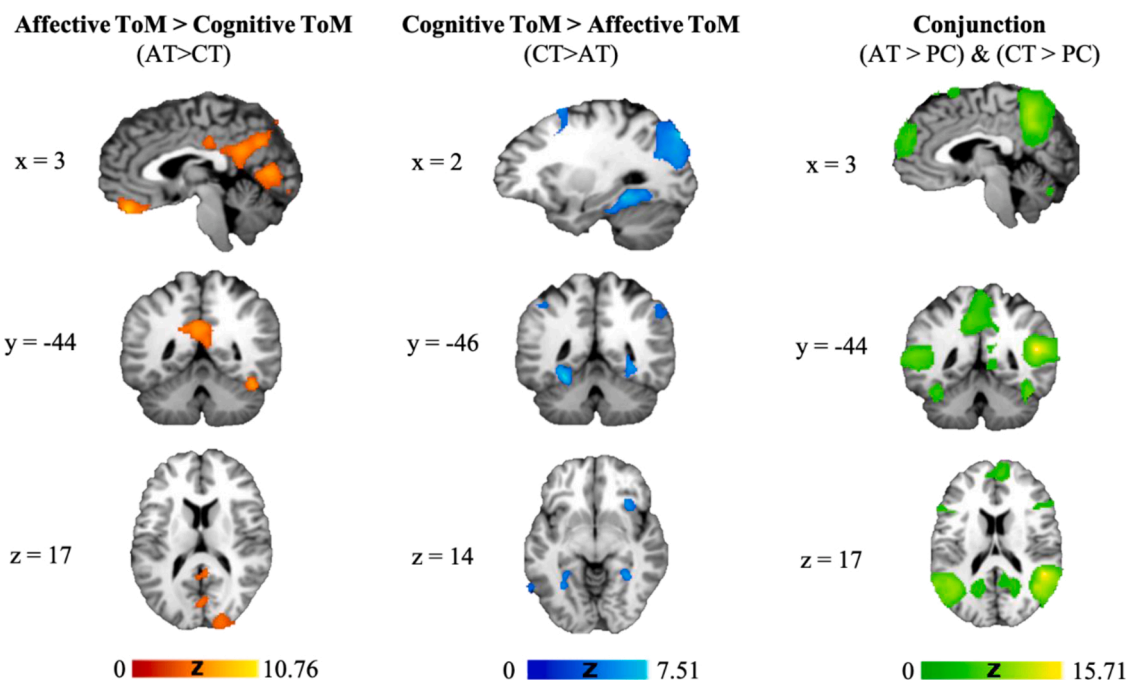 Affective ToM > Cognitive ToM
(AT>CT)
Cognitive ToM > Affective ToM
(CT>AT)
Conjunction
(AT > PC) & (CT > PC)
x = 3
x = 2
x = 3
y = -44
y = -46
y = -44
z = 17
z = 14
z = 17
0 Z 10.76
0 Z 7.51
0 Z 15.71